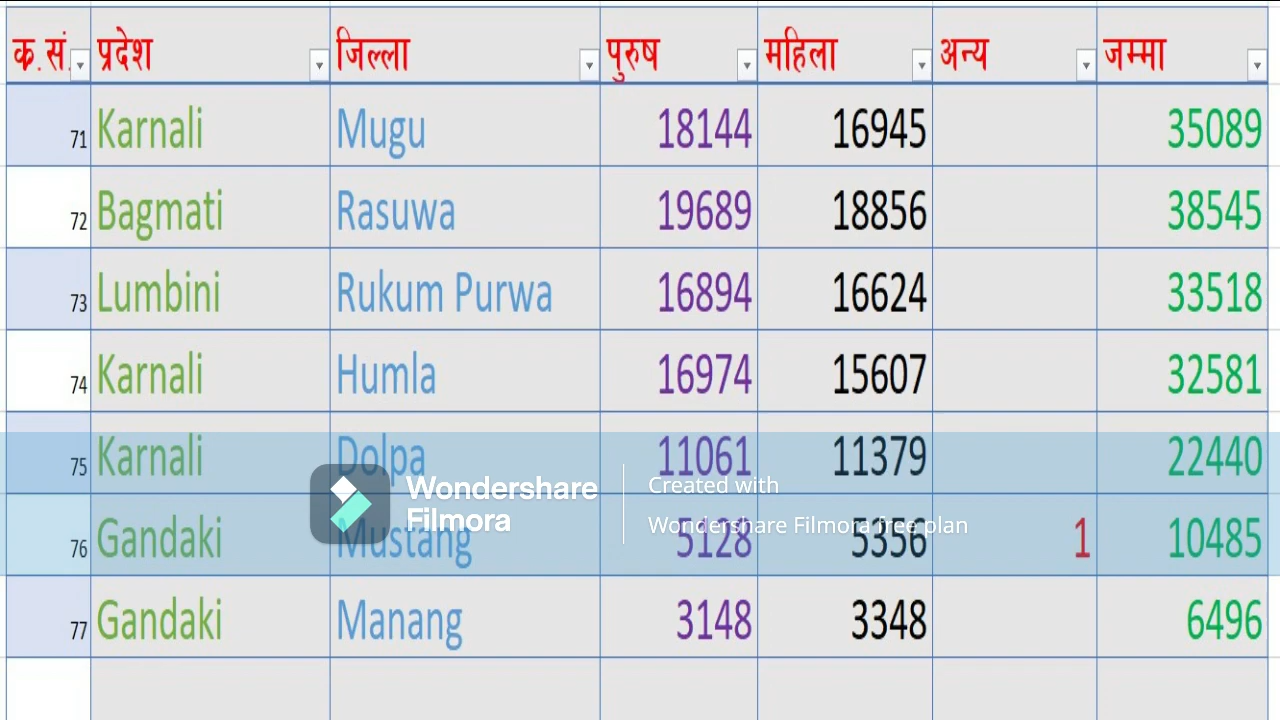 क.सं. प्रदेश जिल्ला पुरुष महिला अन्य जम्मा
71 Karnali Mugu 18144 16945 35089
72 Bagmati Rasuwa 19689 18856 38545
73 Lumbini Rukum Purwa 16894 16624 33518
74 Karnali Humla 16974 15607 32581
75 Karnali Dolpa 11061 11379 22440
Wondershare Filmora
Created with
Wondershare Filmora free plan
76 Gandaki Mustang 5128 5356 1 10485
77 Gandaki Manang 3148 3348 6496